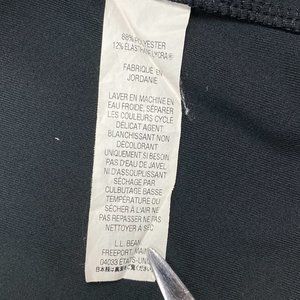 88% POLYESTER
12% ÉLASTHANNE LYCRA®
FABRIQUÉ EN
JORDANIE
LAVER EN MACHINE EN
EAU FROIDE, SÉPARER
LES COULEURS CYCLE
DÉLICAT AGENT
BLANCHISSANT NON
DÉCOLORANT
UNIQUEMENT SI BESOIN
PAS D'EAU DE JAVEL,
NI D'ASSOUPLISSANT
SÉCHAGE PAR
CULBUTAGE BASSE
TEMPÉRATURE OU
SÉCHER À L'AIR NE
PAS REPASSER NE PAS
NETTOYER À SEC
L.L. BEAN
FREEPORT, MAINE
04033 ÉTATS-UNIS